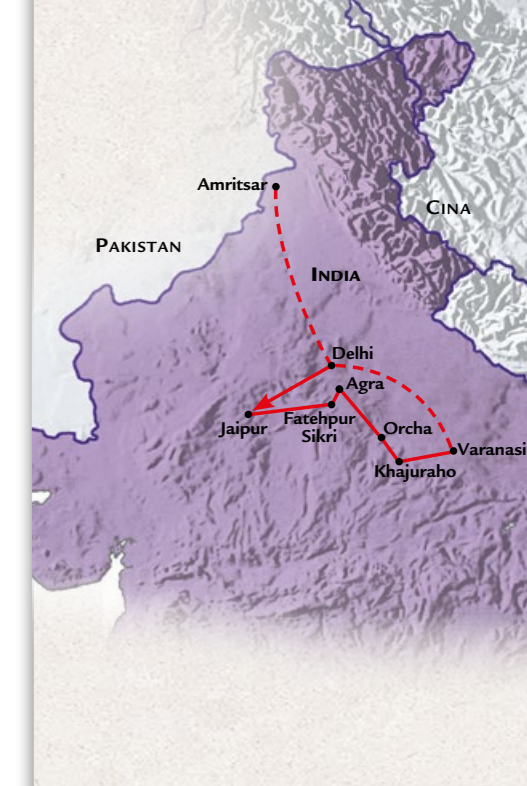 Amritsar
CINA
PAKISTAN
INDIA
Delhi
Agra
Fatehpur
Sikri
Jaipur
Orcha
Varanasi
Khajuraho